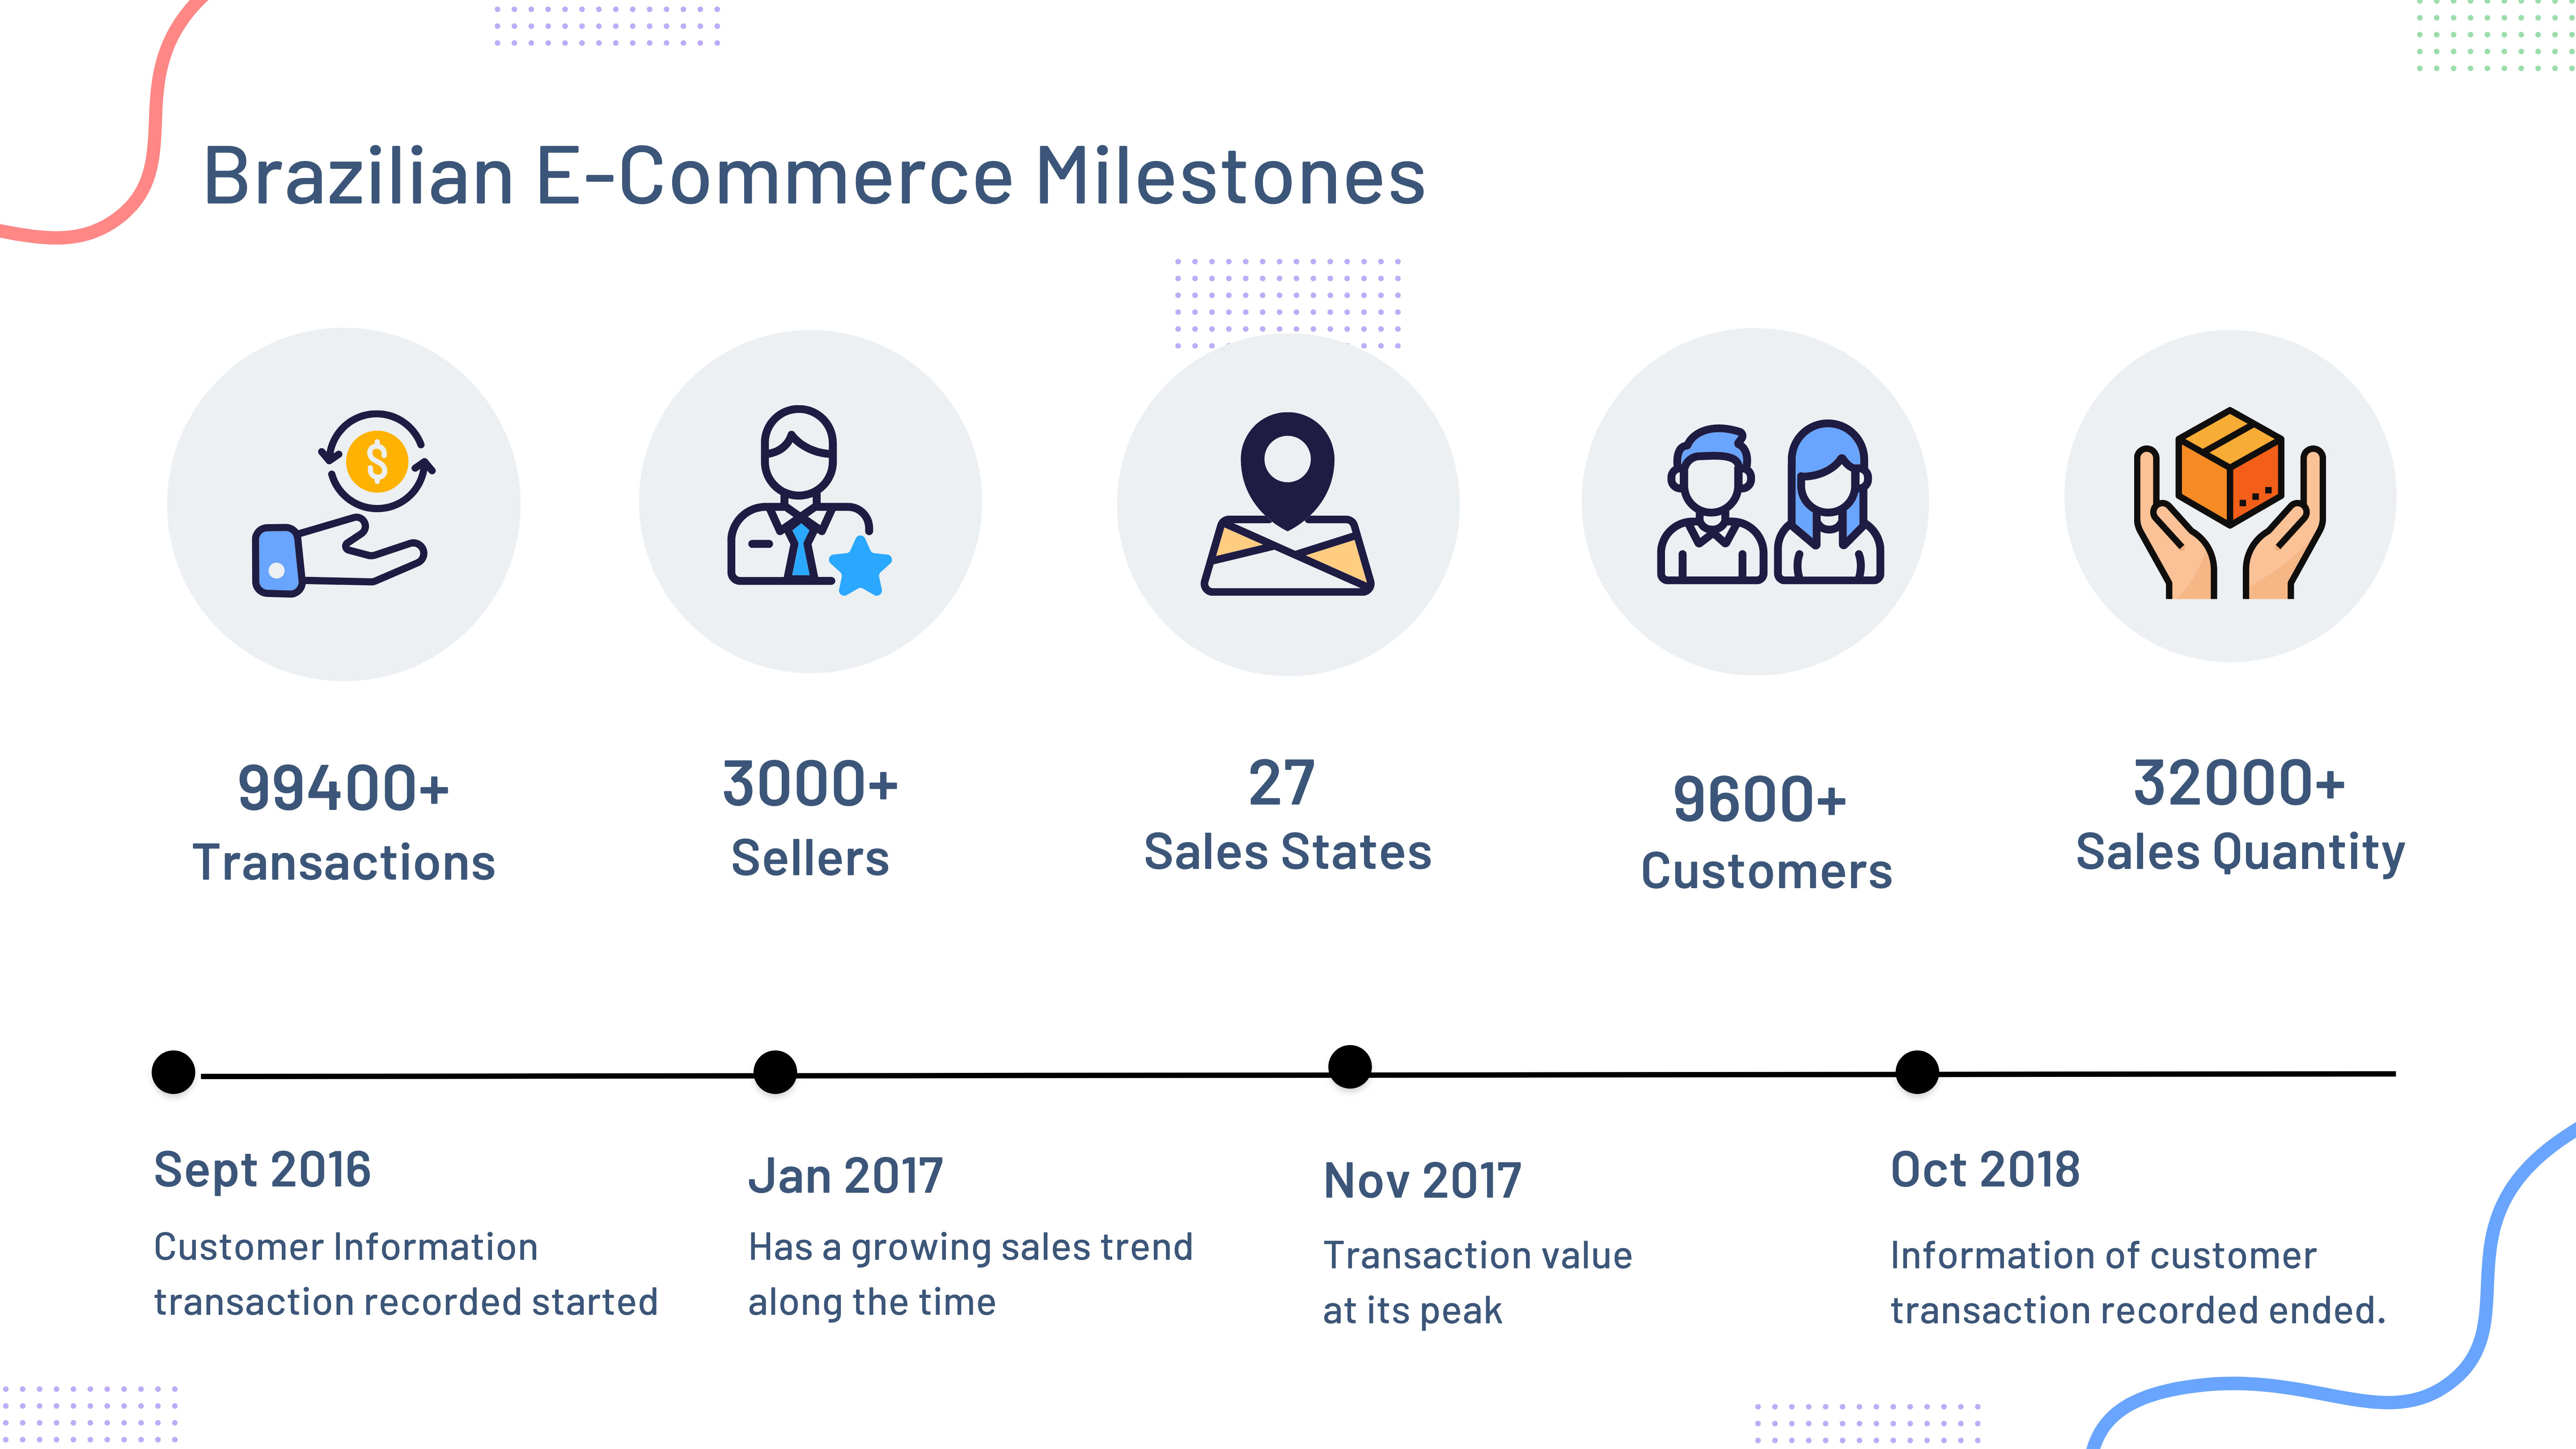 Brazilian E-Commerce Milestones
$
99400+
Transactions
3000+
Sellers
27
Sales States
9600+
Customers
32000+
Sales Quantity
Sept 2016
Customer Information
transaction recorded started
Jan 2017
Has a growing sales trend
along the time
Nov 2017
Transaction value
at its peak
Oct 2018
Information of customer
transaction recorded ended.